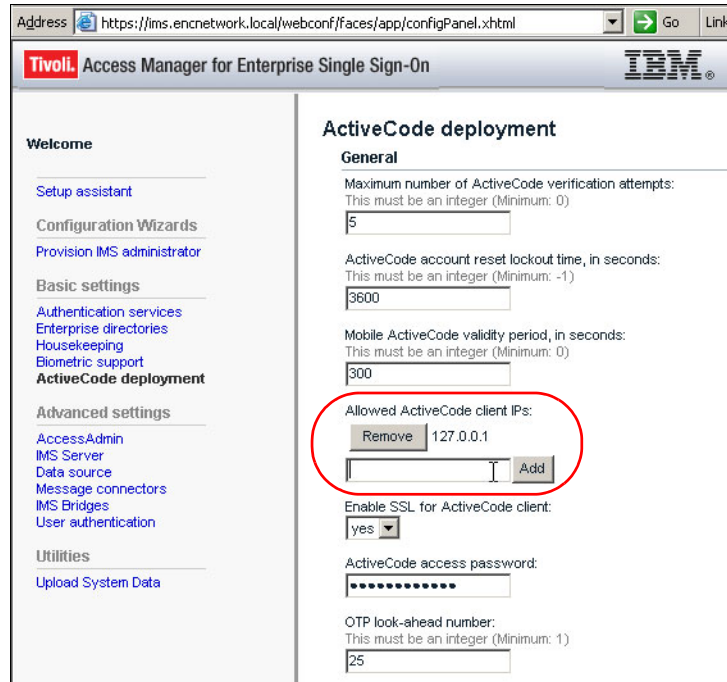 Address https://ims.encnetwork.local/webconf/faces/app/configPanel.xhtml Go Link
Tivoli. Access Manager for Enterprise Single Sign-On IBM®
Welcome
Setup assistant
Configuration Wizards
Provision IMS administrator
Basic settings
Authentication services
Enterprise directories
Housekeeping
Biometric support
ActiveCode deployment
Advanced settings
AccessAdmin
IMS Server
Data source
Message connectors
IMS Bridges
User authentication
Utilities
Upload System Data
ActiveCode deployment
General
Maximum number of ActiveCode verification attempts:
This must be an integer (Minimum: 0)
5
ActiveCode account reset lockout time, in seconds:
This must be an integer (Minimum: -1)
3600
Mobile ActiveCode validity period, in seconds:
This must be an integer (Minimum: 0)
300
Allowed ActiveCode client IPs:
Remove 127.0.0.1
Add
Enable SSL for ActiveCode client:
yes
ActiveCode access password:
••••••••••••
OTP look-ahead number:
This must be an integer (Minimum: 1)
25